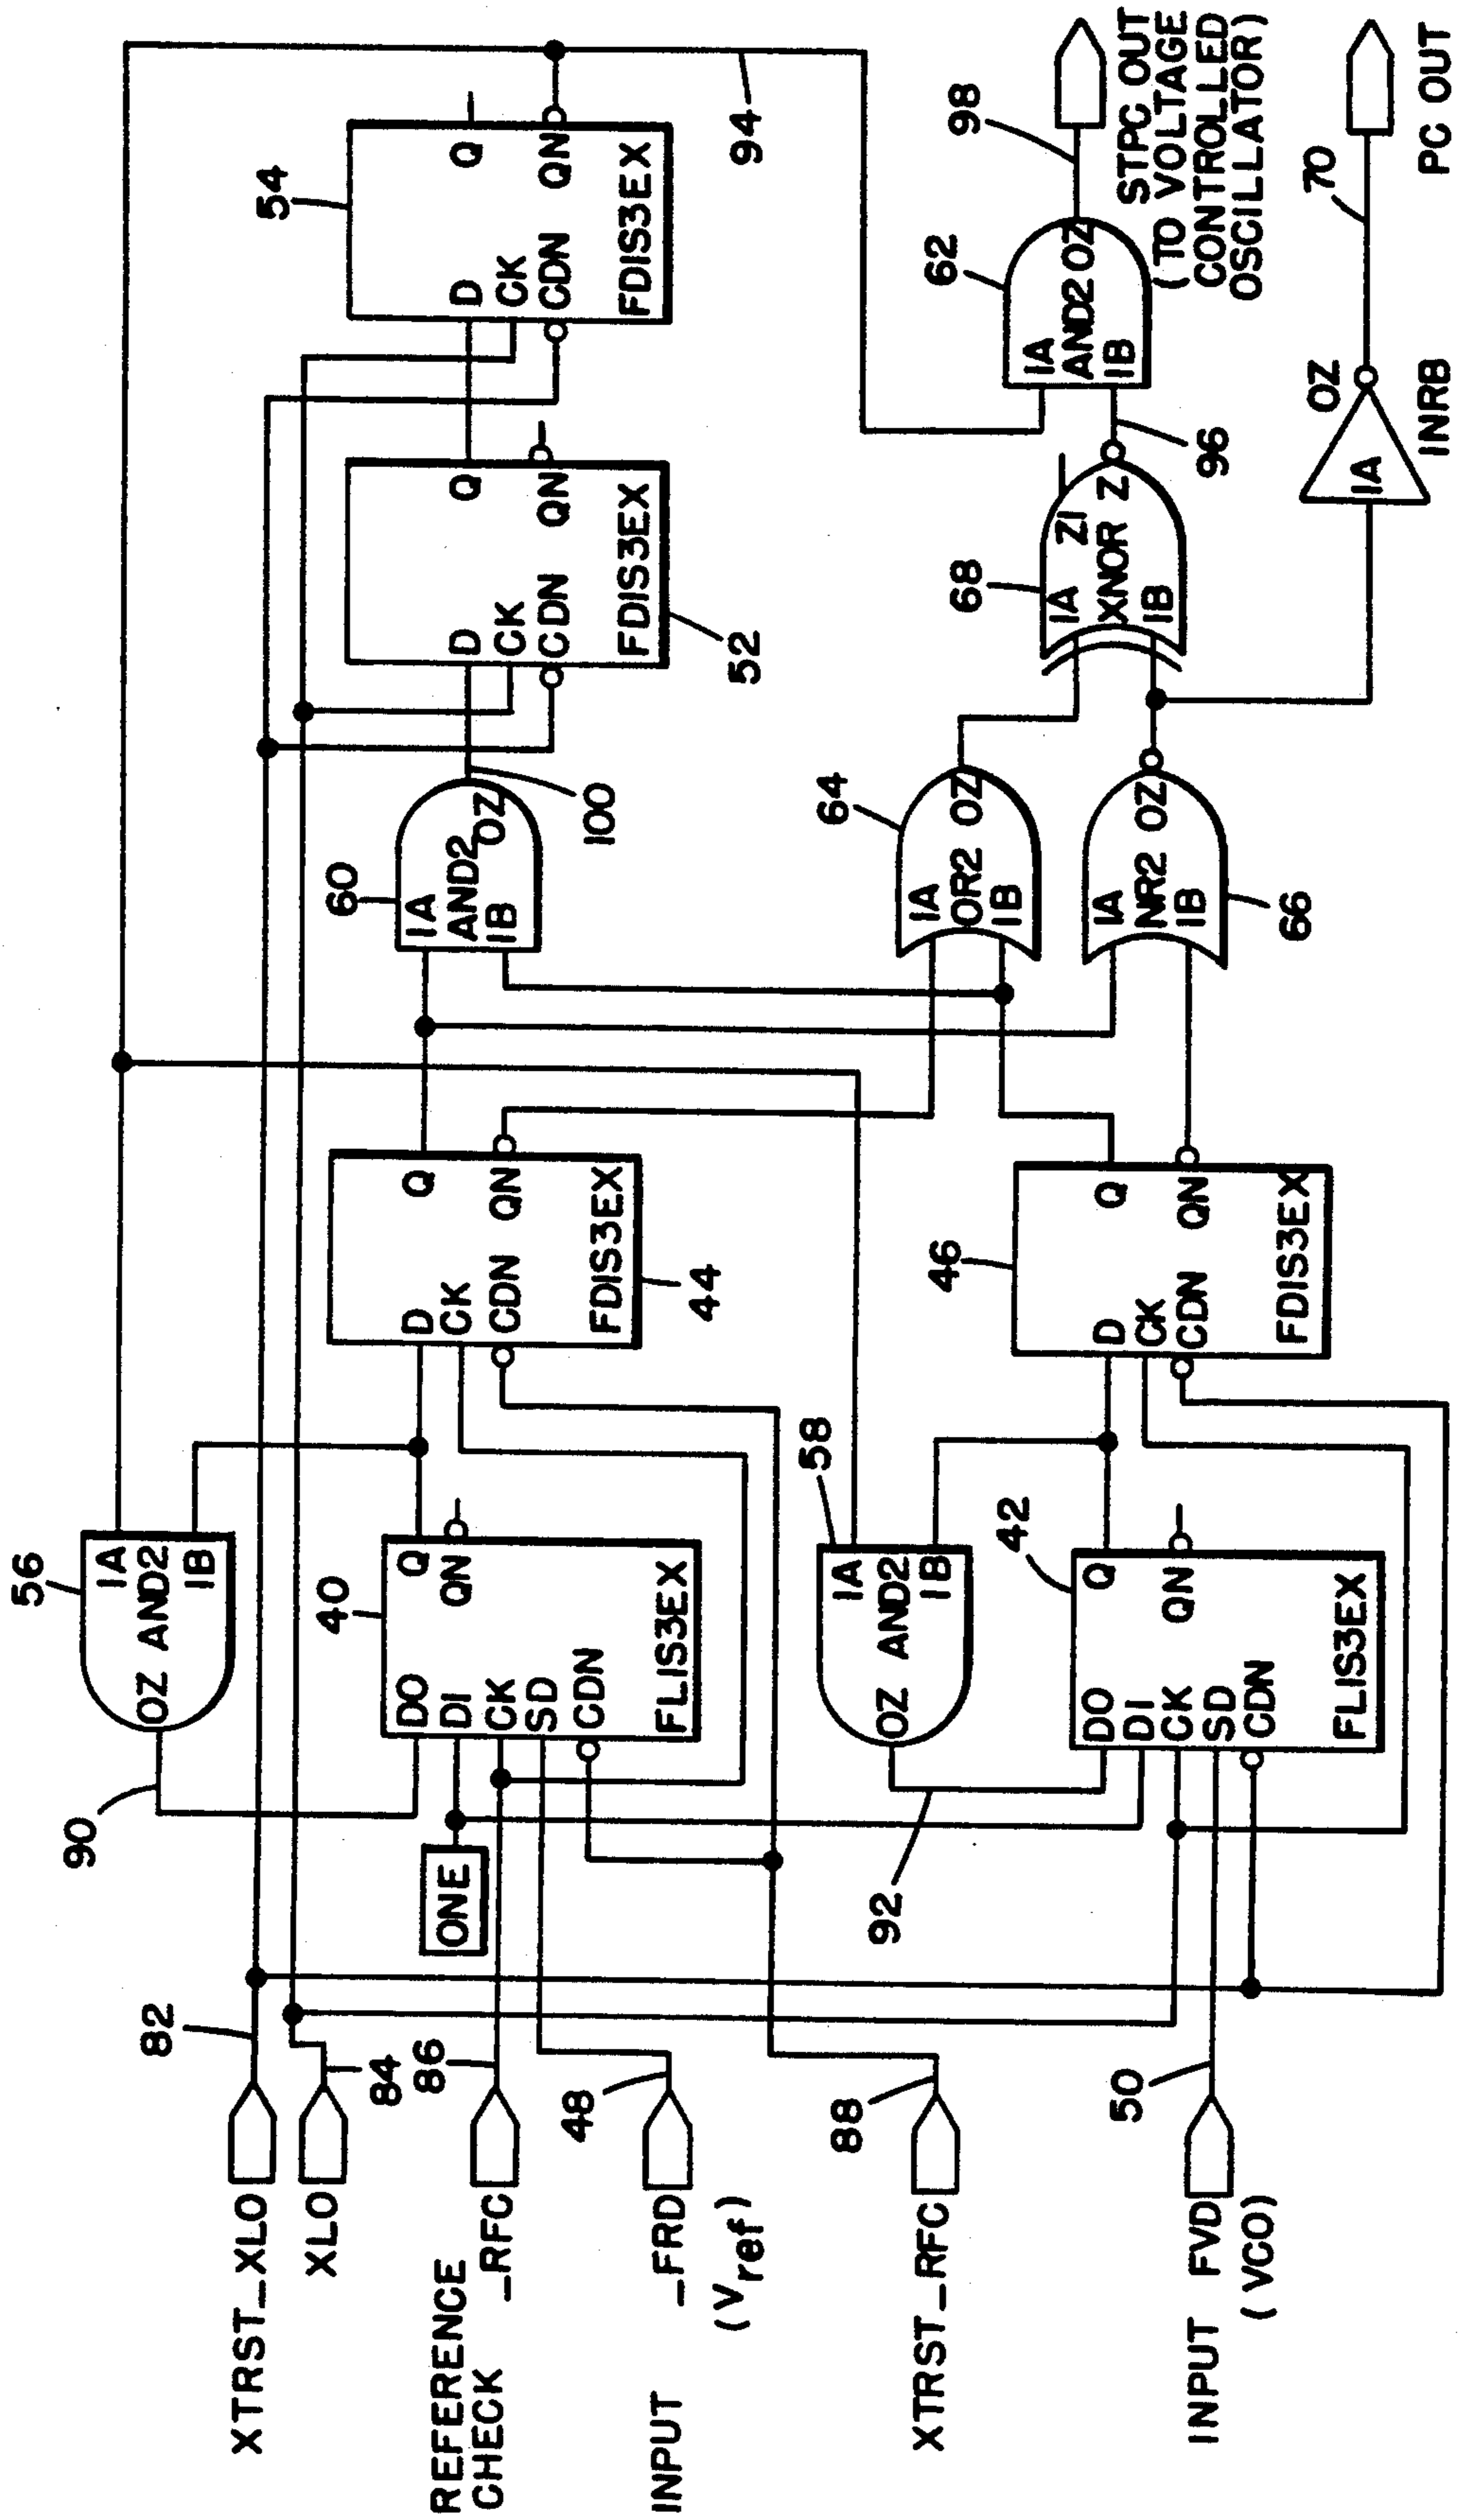 XTRST_XLO
82
XLO
84
REFERENCE
CHECK _RFC
86
INPUT _FRD
(Vref)
48
XTRST_RFC
88
INPUT FVD
(VCO)
50
56
IA
OZ AND2
IB
90
ONE
40
DO Q
DI
QN
CK
SD
CDN
FLIS3EX
58
IA
OZ AND2
IB
92
42
DO Q
DI
QN
CK
SD
CDN
FLIS3EX
D Q
CK
CDN QN
FDIS3EX
44
46
D Q
CK
CDN QN
FDIS3EX
60
IA
AND2 OZ
IB
100
64
IA
OR2 OZ
IB
IA
NR2 OZ
IB
66
D Q
CK
CDN QN
FDIS3EX
52
54
D Q
CK
CDN QN
FDIS3EX
94
68
IA ZI
XNOR Z
IB
96
62
IA
AND2 OZ
IB
98
STPC OUT
(TO VOLTAGE
CONTROLLED
OSCILLATOR)
IA
OZ
INRB
70
PC OUT